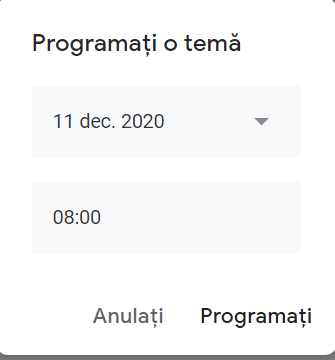 Programați o temă
11 dec. 2020
08:00
Anulați Programați